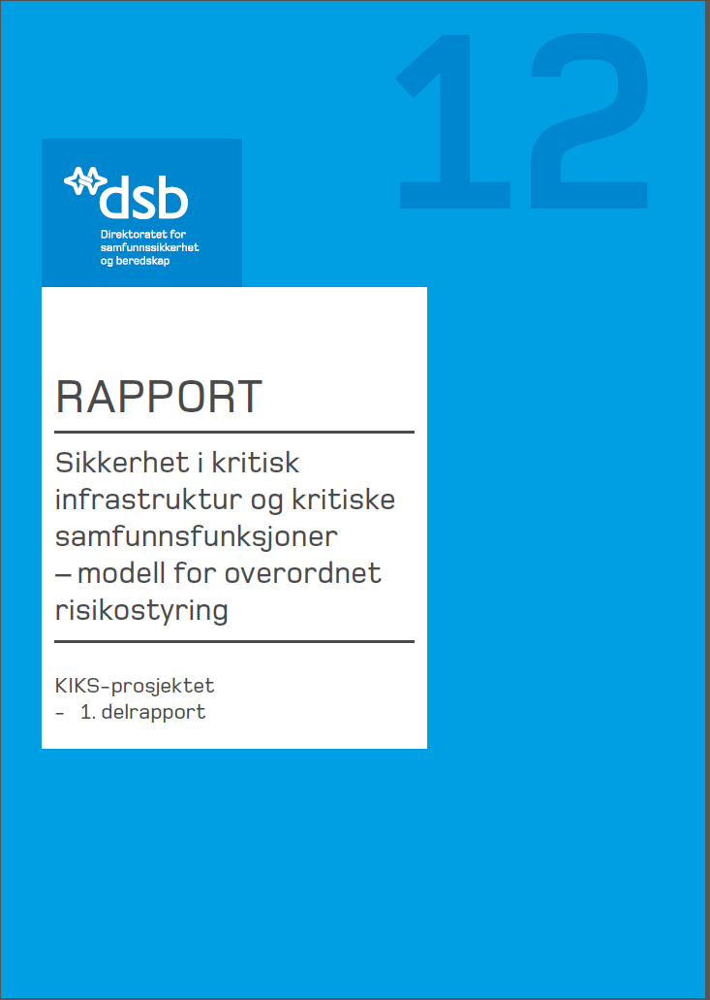 12
dsb
Direktoratet for
samfunnssikkerhet
og beredskap
RAPPORT
Sikkerhet i kritisk
infrastruktur og kritiske
samfunnsfunksjoner
– modell for overordnet
risikostyring
KIKS-prosjektet
- 1. delrapport